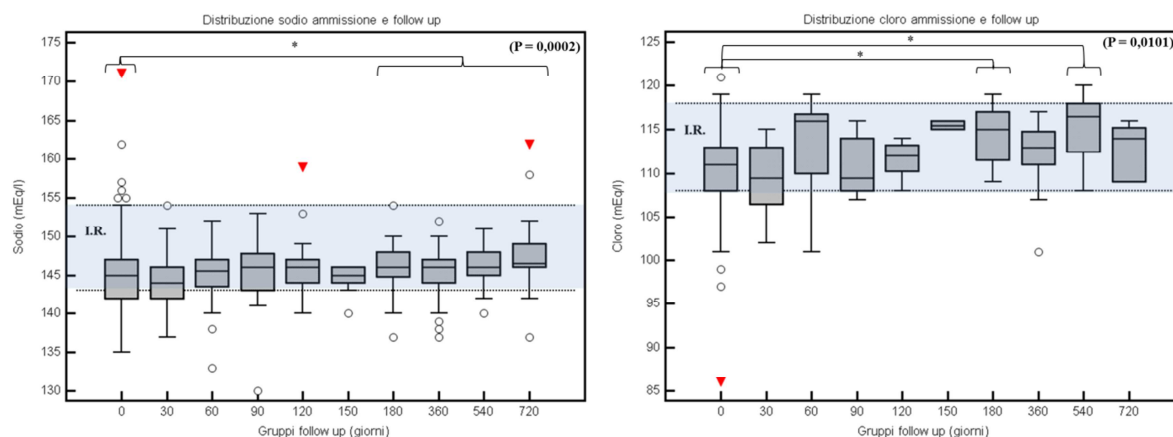 Distribuzione sodio ammissione e follow up
175
170
165
160
155
150
145
140
135
130
Sodio (mEq/l)
*
(P = 0,0002)
I.R.
0 30 60 90 120 150 180 360 540 720
Gruppi follow up (giorni)
Distribuzione cloro ammissione e follow up
125
120
115
110
105
100
95
90
85
Cloro (mEq/l)
*
*
(P = 0,0101)
I.R.
0 30 60 90 120 150 180 360 540 720
Gruppi follow up (giorni)